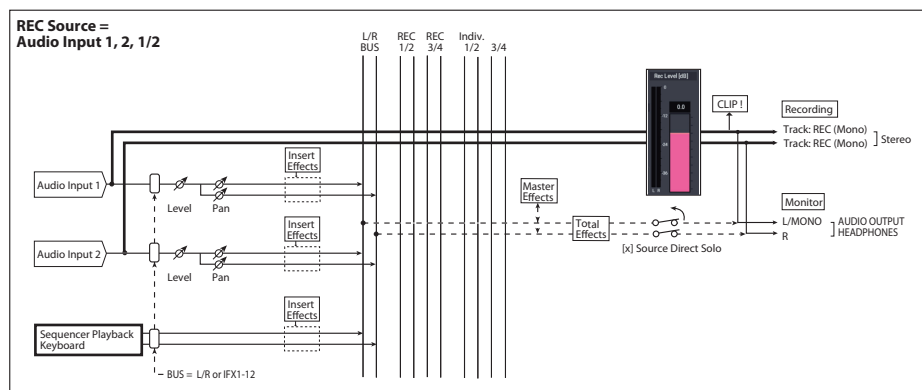 REC Source =
Audio Input 1, 2, 1/2
L/R REC REC Indiv.
BUS 1/2 3/4 1/2 3/4
Rec Level [dB]
0.0
CLIP !
Recording
Track: REC (Mono)
Track: REC (Mono)
Stereo
Insert
Effects
Audio Input 1
Level Pan
Master
Effects
Monitor
L/MONO
R
AUDIO OUTPUT
HEADPHONES
Total
Effects
[x] Source Direct Solo
Insert
Effects
Audio Input 2
Level Pan
Insert
Effects
Sequencer Playback
Keyboard
BUS = L/R or IFX1-12